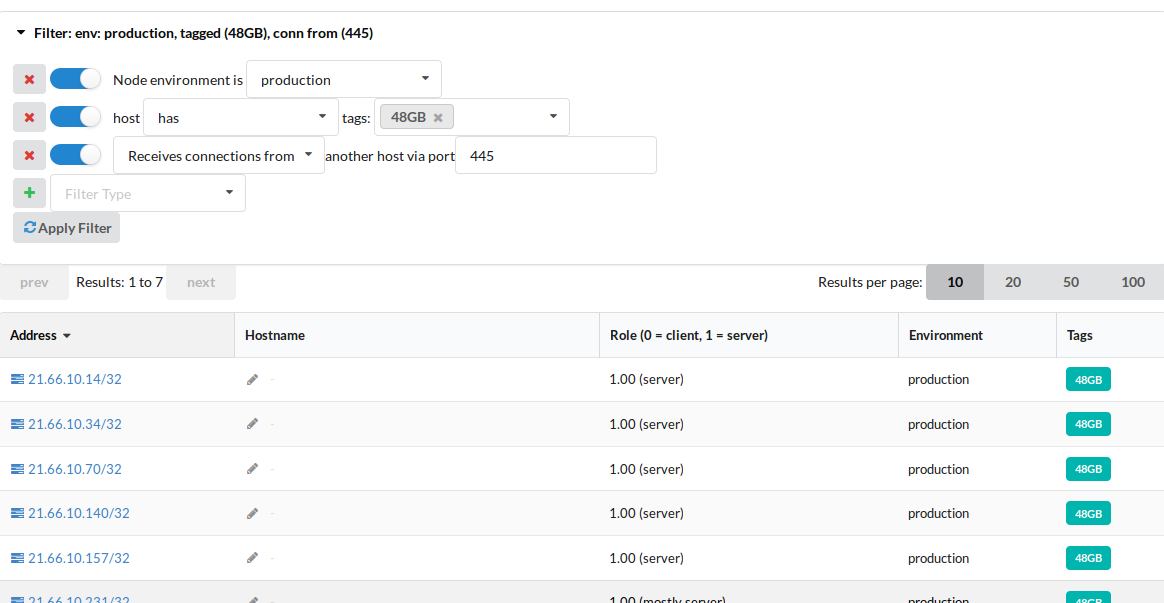 Filter: env: production, tagged (48GB), conn from (445)
Node environment is production
host has tags: 48GB
Receives connections from another host via port 445
Filter Type
Apply Filter
prev Results: 1 to 7 next Results per page: 10 20 50 100
Address Hostname Role (0 = client, 1 = server) Environment Tags
21.66.10.14/32 - 1.00 (server) production 48GB
21.66.10.34/32 - 1.00 (server) production 48GB
21.66.10.70/32 - 1.00 (server) production 48GB
21.66.10.140/32 - 1.00 (server) production 48GB
21.66.10.157/32 - 1.00 (server) production 48GB
21.66.10.231/32 - 1.00 (mostly server) production 48GB